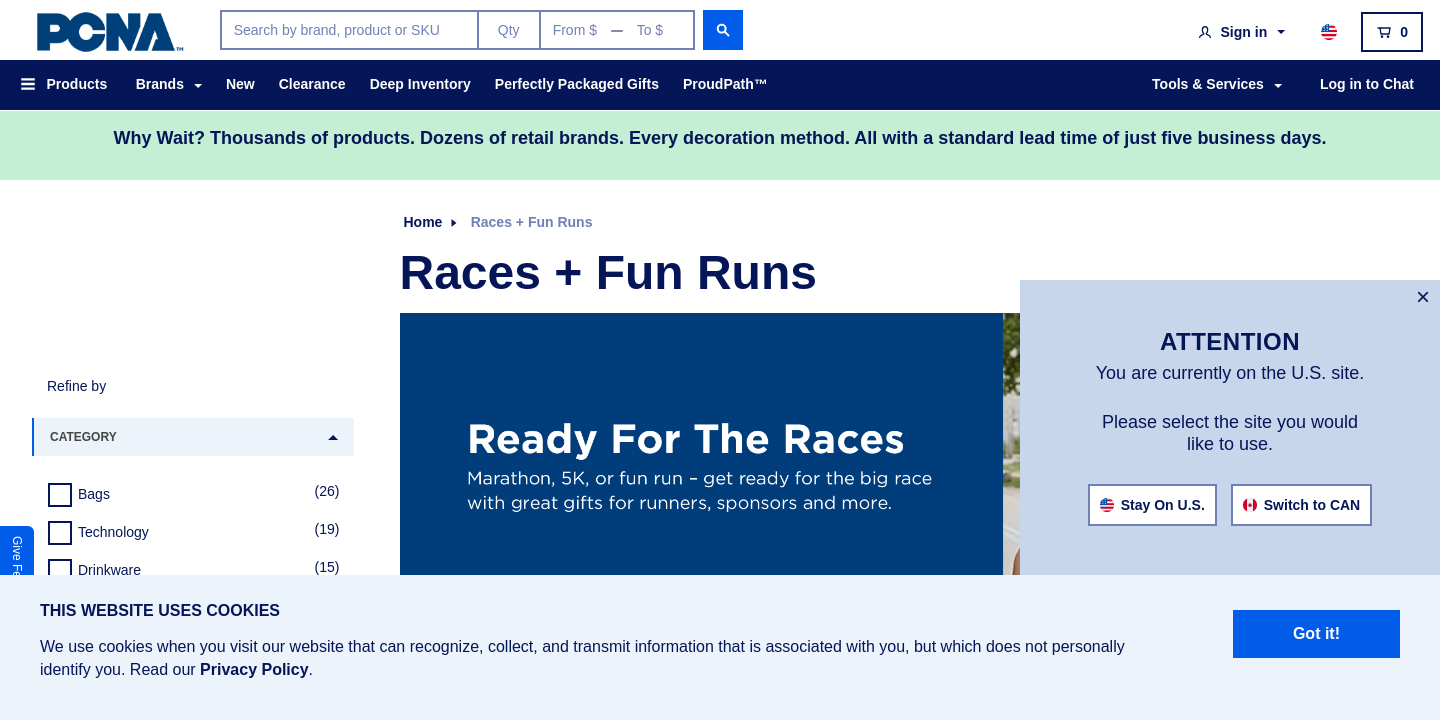 PCNA™
Search by brand, product or SKU
Qty
From $ — To $
Sign in
0
Products
Brands
New
Clearance
Deep Inventory
Perfectly Packaged Gifts
ProudPath™
Tools & Services
Log in to Chat
Why Wait? Thousands of products. Dozens of retail brands. Every decoration method. All with a standard lead time of just five business days.
Home
Races + Fun Runs
Races + Fun Runs
Refine by
CATEGORY
Bags (26)
Technology (19)
Drinkware (15)
Give
Ready For The Races
Marathon, 5K, or fun run – get ready for the big race
with great gifts for runners, sponsors and more.
×
ATTENTION
You are currently on the U.S. site.
Please select the site you would
like to use.
Stay On U.S.
Switch to CAN
THIS WEBSITE USES COOKIES
We use cookies when you visit our website that can recognize, collect, and transmit information that is associated with you, but which does not personally
identify you. Read our Privacy Policy.
Got it!